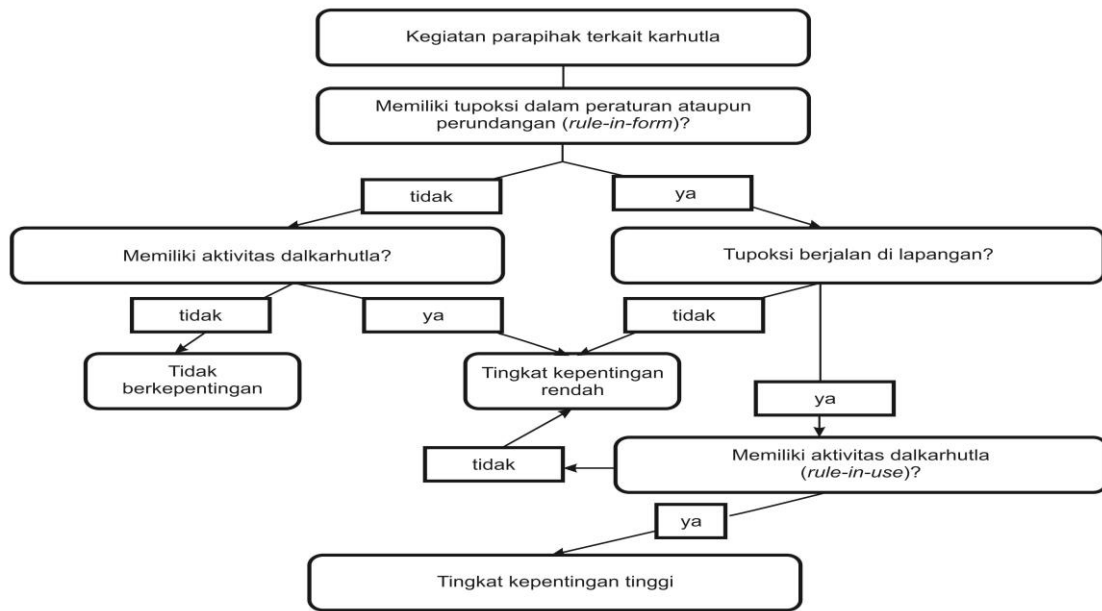 Kegiatan parapihak terkait karhutla
Memiliki tupoksi dalam peraturan ataupun
perundangan (rule-in-form)?
tidak
ya
Memiliki aktivitas dalkarhutla?
Tupoksi berjalan di lapangan?
tidak
ya
tidak
Tidak
berkepentingan
Tingkat kepentingan
rendah
ya
tidak
Memiliki aktivitas dalkarhutla
(rule-in-use)?
ya
Tingkat kepentingan tinggi